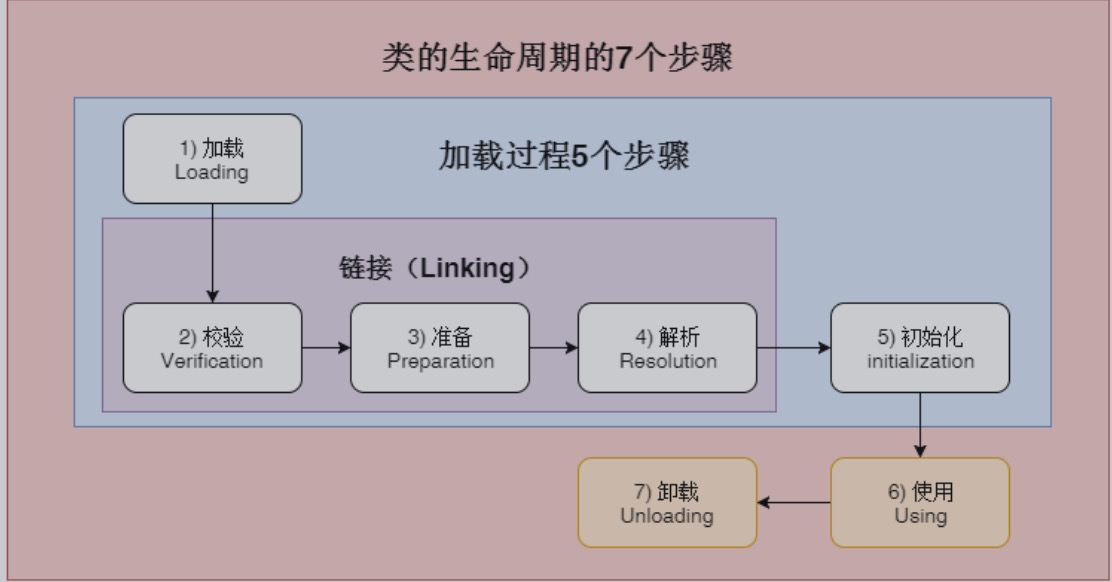 类的生命周期的7个步骤
加载过程5个步骤
1) 加载
Loading
链接（Linking）
2) 校验
Verification
3) 准备
Preparation
4) 解析
Resolution
5) 初始化
initialization
6) 使用
Using
7) 卸载
Unloading